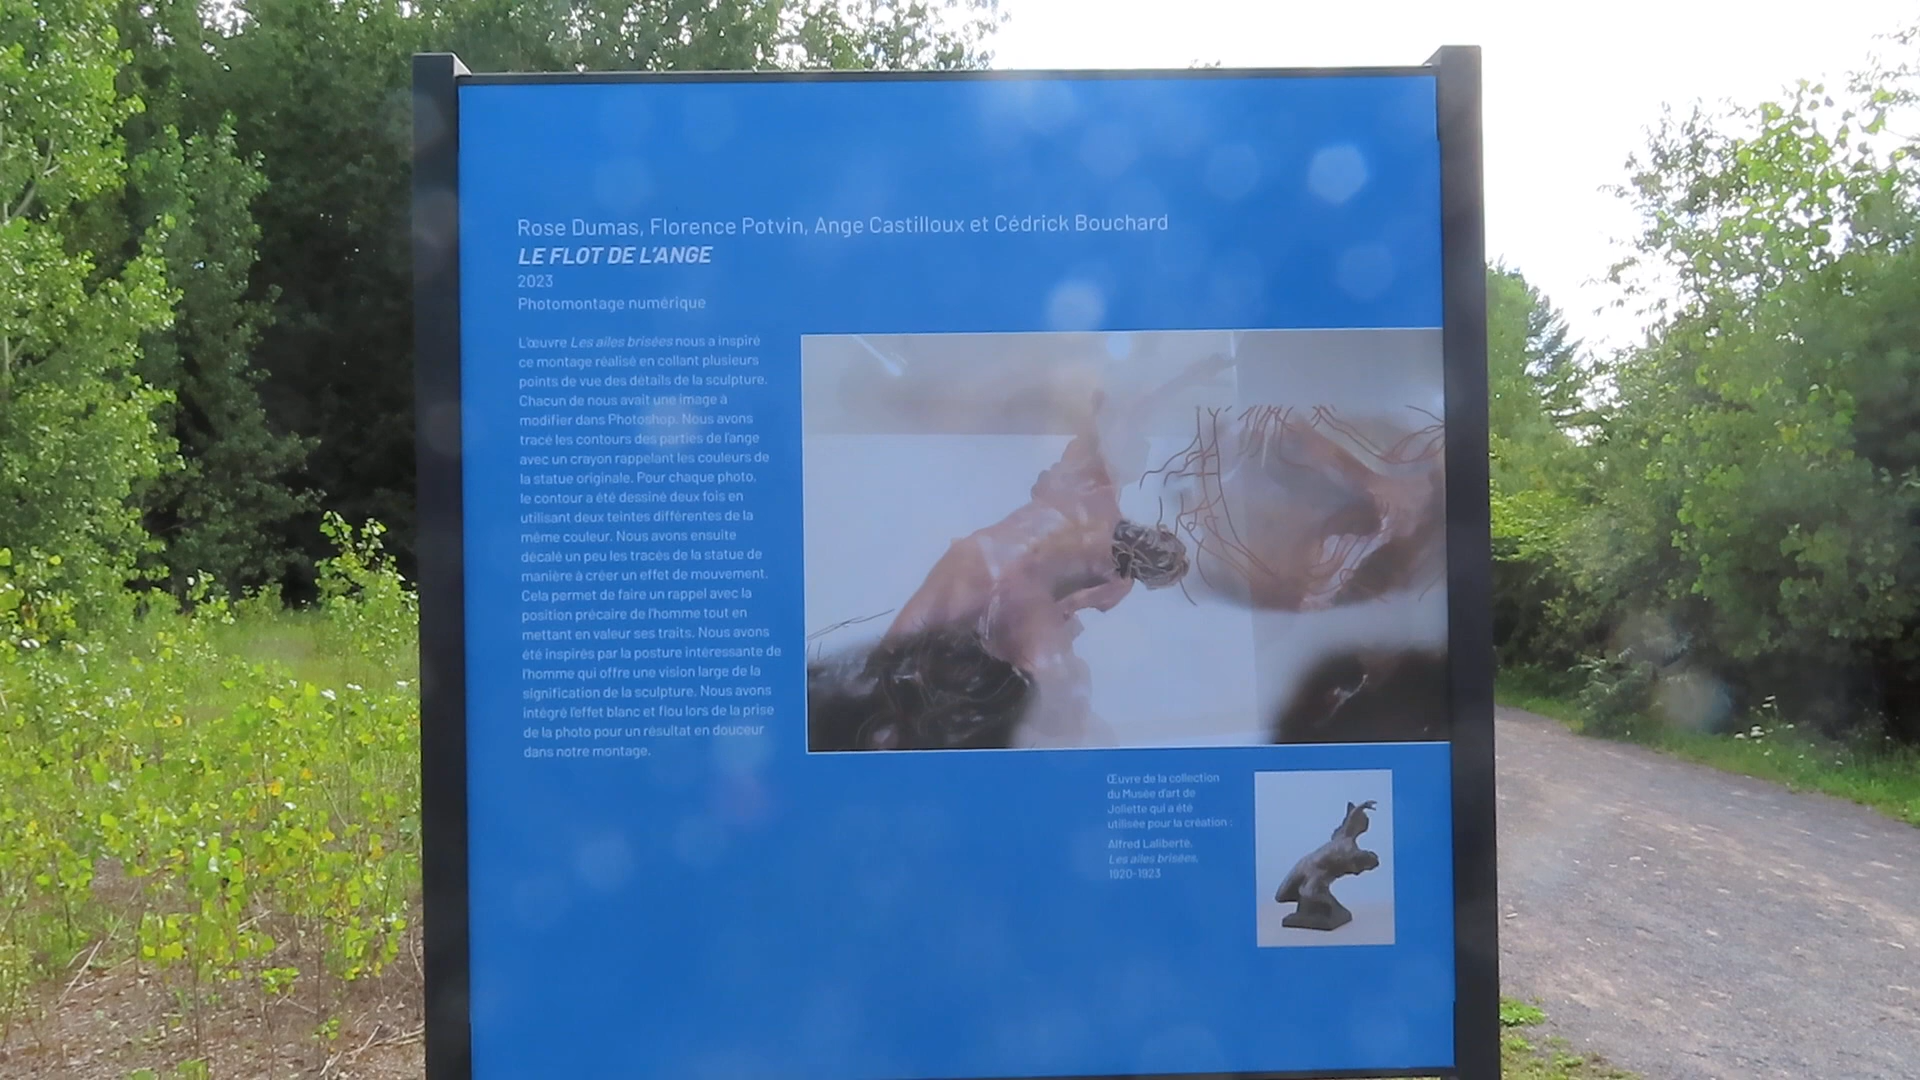 Rose Dumas, Florence Potvin, Ange Castilloux et Cédrick Bouchard
LE FLOT DE L'ANGE
2023
Photomontage numérique
L'œuvre Les ailes brisées nous a inspiré
ce montage réalisé en collant plusieurs
points de vue des détails de la sculpture.
Chacun de nous avait une image à
modifier dans Photoshop. Nous avons
tracé les contours des parties de l'ange
avec un crayon rappelant les couleurs de
la statue originale. Pour chaque photo,
le contour a été dessiné deux fois en
utilisant deux teintes différentes de la
même couleur. Nous avons ensuite
décalé un peu les tracés de la statue de
manière à créer un effet de mouvement.
Cela permet de faire un rappel avec la
position précaire de l'homme tout en
mettant en valeur ses traits. Nous avons
été inspirés par la posture intéressante de
l'homme qui offre une vision large de la
signification de la sculpture. Nous avons
intégré l'effet blanc et flou lors de la prise
de la photo pour un résultat en douceur
dans notre montage.
Œuvre de la collection
du Musée d'art de
Joliette qui a été
utilisée pour la création :
Alfred Laliberté,
Les ailes brisées,
1920-1923